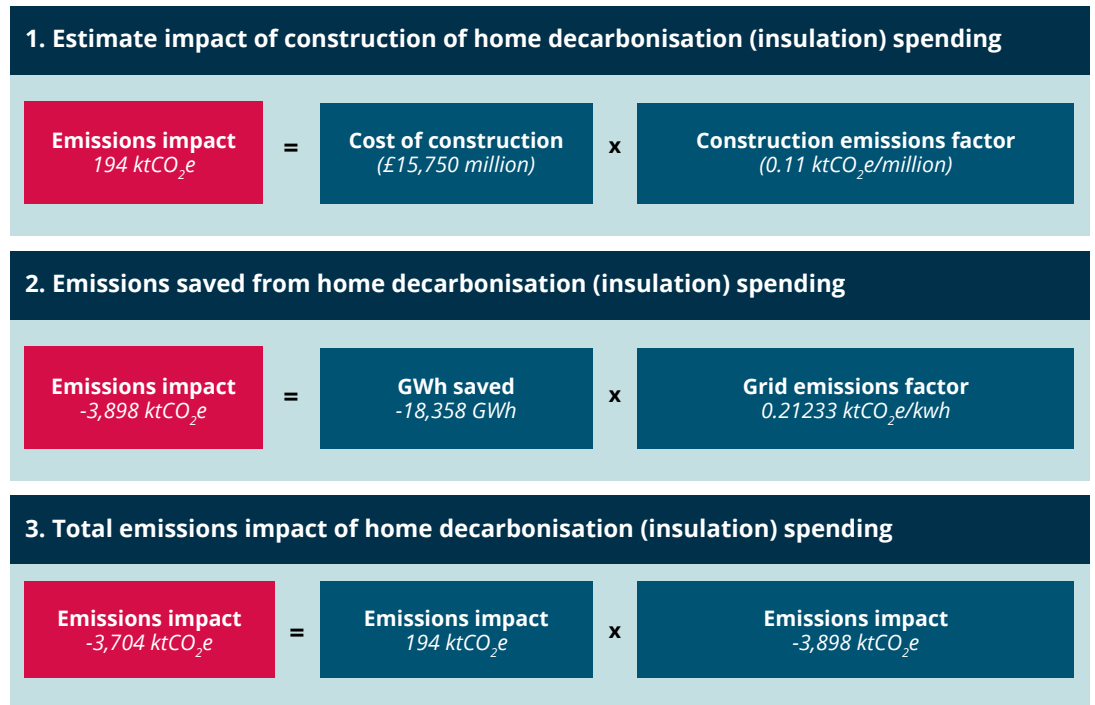 1. Estimate impact of construction of home decarbonisation (insulation) spending
Emissions impact
194 ktCO₂e
=
Cost of construction
(£15,750 million)
x
Construction emissions factor
(0.11 ktCO₂e/million)
2. Emissions saved from home decarbonisation (insulation) spending
Emissions impact
-3,898 ktCO₂e
=
GWh saved
-18,358 GWh
x
Grid emissions factor
0.21233 ktCO₂e/kwh
3. Total emissions impact of home decarbonisation (insulation) spending
Emissions impact
-3,704 ktCO₂e
=
Emissions impact
194 ktCO₂e
x
Emissions impact
-3,898 ktCO₂e